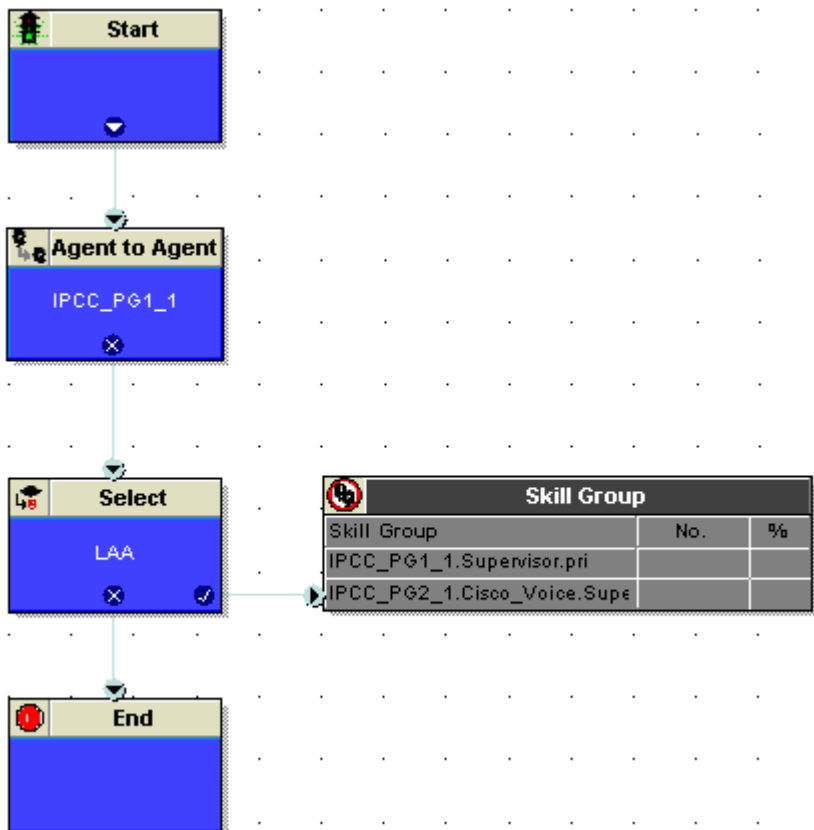 Start
Agent to Agent
IPCC_PG1_1
Select
LAA
Skill Group
Skill Group No. %
IPCC_PG1_1.Supervisor.pri
IPCC_PG2_1.Cisco_Voice.Supe
End